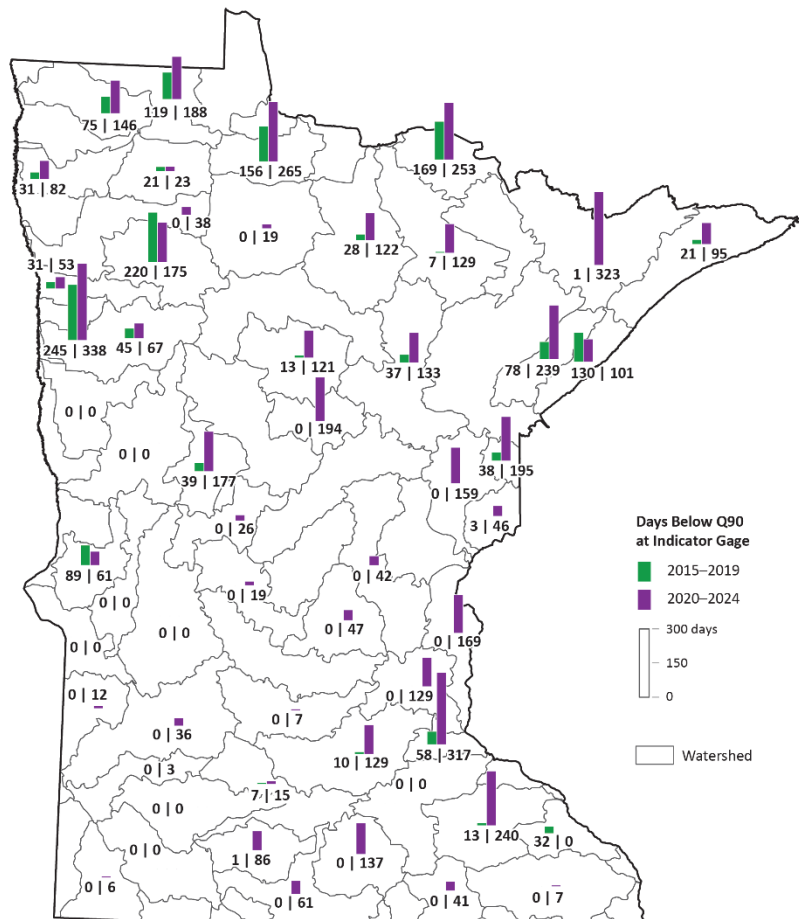 119 | 188
75 | 146
156 | 265
169 | 253
31 | 82
21 | 23
0 | 38
0 | 19
28 | 122
7 | 129
1 | 323
21 | 95
220 | 175
31 | 53
245 | 338
45 | 67
13 | 121
37 | 133
78 | 239
130 | 101
0 | 0
0 | 194
0 | 0
39 | 177
0 | 159
38 | 195
0 | 26
3 | 46
Days Below Q90
at Indicator Gage
2015–2019
2020–2024
300 days
150
0
Watershed
89 | 61
0 | 42
0 | 19
0 | 0
0 | 47
0 | 0
0 | 169
0 | 0
0 | 12
0 | 129
0 | 7
0 | 36
58 | 317
10 | 129
0 | 3
0 | 0
7 | 15
0 | 0
13 | 240
32 | 0
0 | 0
1 | 86
0 | 137
0 | 6
0 | 61
0 | 41
0 | 7